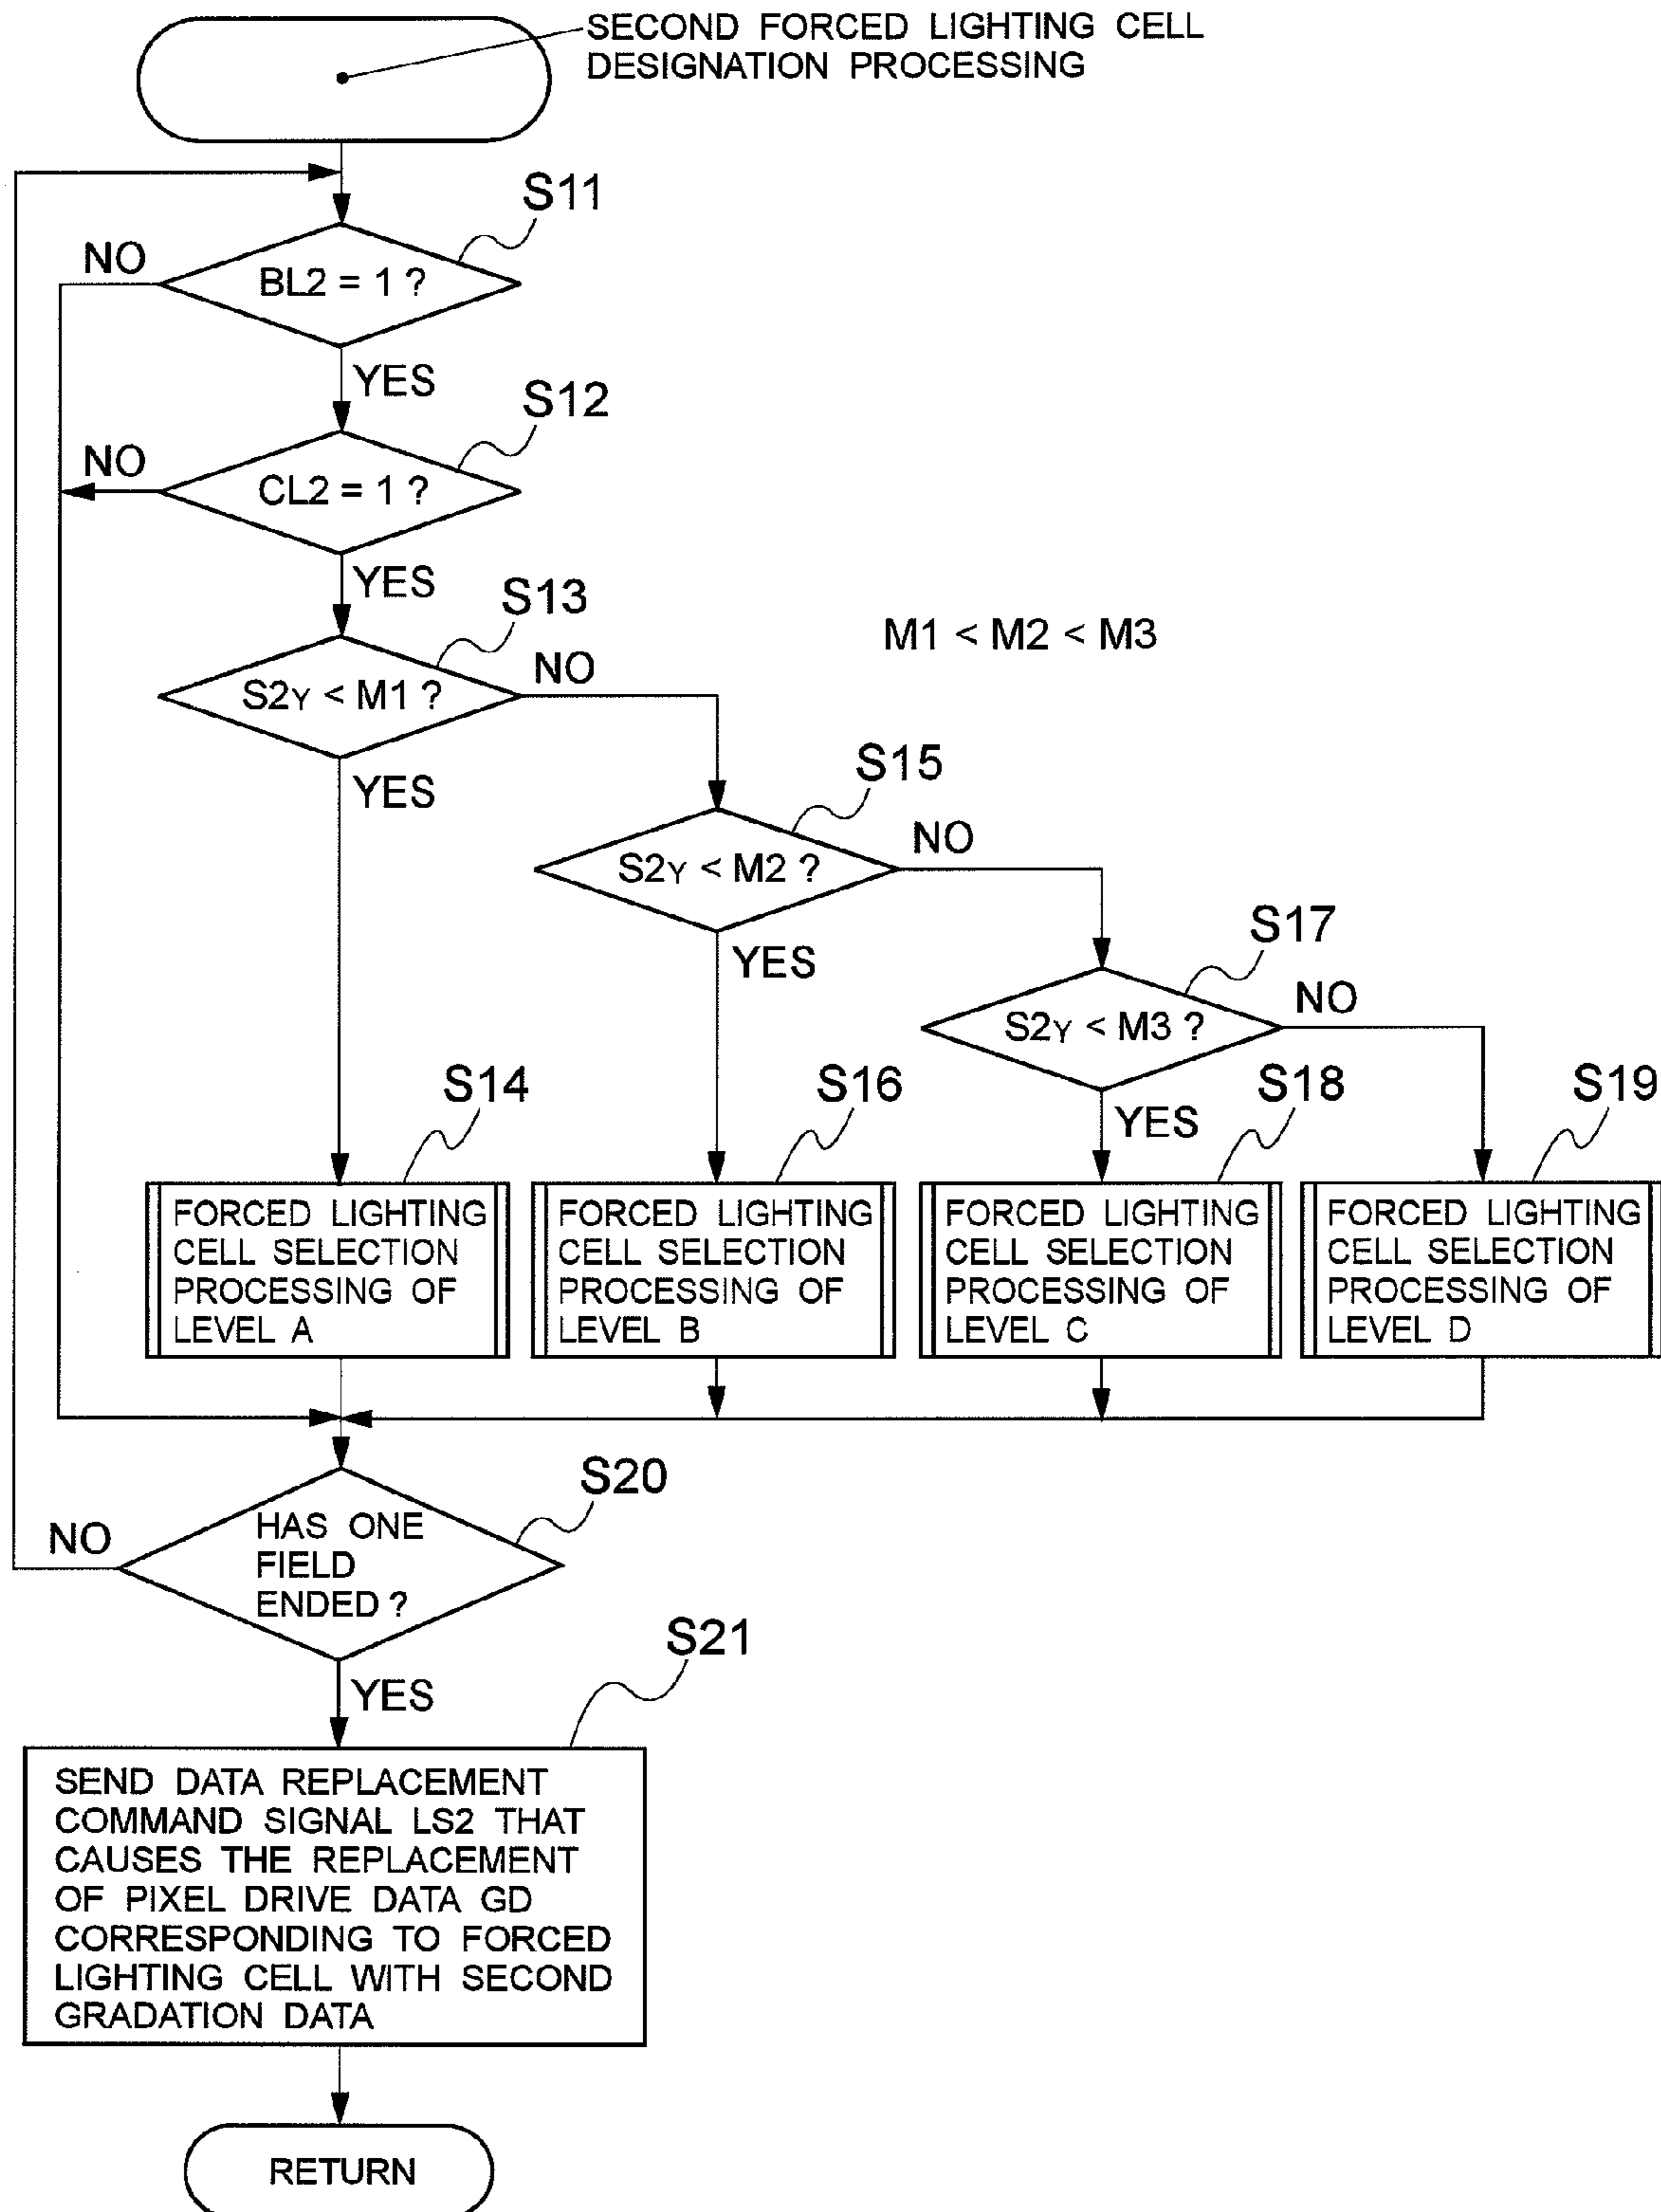 SECOND FORCED LIGHTING CELL
DESIGNATION PROCESSING
S11
NO
BL2 = 1 ?
YES
S12
NO
CL2 = 1 ?
YES
S13
M1 < M2 < M3
NO
S2Y < M1 ?
YES
S15
NO
S2Y < M2 ?
YES
S17
NO
S2Y < M3 ?
YES
S14
FORCED LIGHTING
CELL SELECTION
PROCESSING OF
LEVEL A
S16
FORCED LIGHTING
CELL SELECTION
PROCESSING OF
LEVEL B
S18
FORCED LIGHTING
CELL SELECTION
PROCESSING OF
LEVEL C
S19
FORCED LIGHTING
CELL SELECTION
PROCESSING OF
LEVEL D
S20
NO
HAS ONE
FIELD
ENDED ?
YES
S21
SEND DATA REPLACEMENT
COMMAND SIGNAL LS2 THAT
CAUSES THE REPLACEMENT
OF PIXEL DRIVE DATA GD
CORRESPONDING TO FORCED
LIGHTING CELL WITH SECOND
GRADATION DATA
RETURN